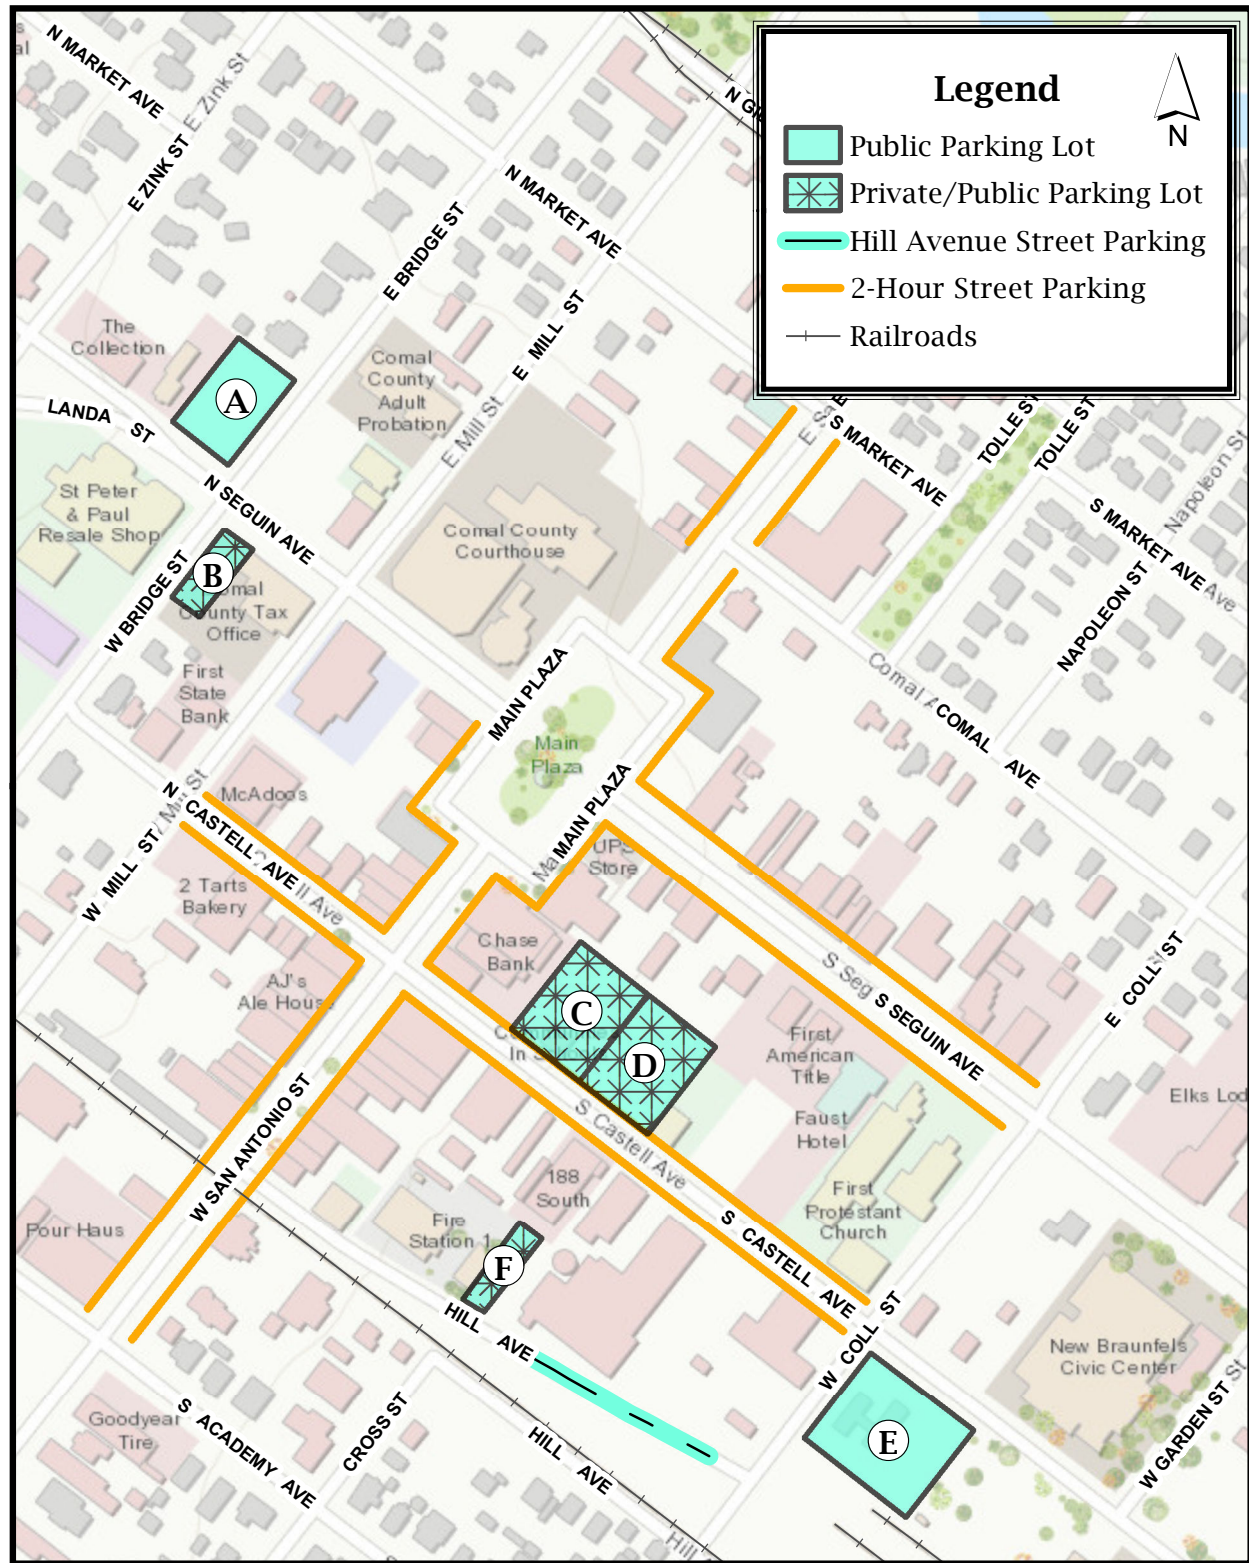 N MARKET AVE
E Zink St
E ZINK ST
Legend
N
Public Parking Lot
Private/Public Parking Lot
Hill Avenue Street Parking
2-Hour Street Parking
Railroads
N MARKET AVE
E BRIDGE ST
E MILL ST
The
Collection
A
Comal
County
Adult
Probation
E Mill St
LANDA ST
N SEGUIN AVE
S MARKET AVE
TOLLE ST
TOLLE ST
Napoleon St
St Peter
& Paul
Resale Shop
Comal County
Courthouse
S MARKET AVE
Ave
B
County Tax
Office
W BRIDGE ST
NAPOLEON ST
First
State
Bank
MAIN PLAZA
Comal
COMAL AVE
Main
Plaza
MAIN PLAZA
McAdoos
N CASTELL AVE
ll Ave
UPS
Store
W MILL ST
2 Tarts
Bakery
Chase
Bank
AJ's
Ale House
C
D
S Seg
S SEGUIN AVE
E COLL ST
First
American
Title
Faust
Hotel
Elks Lod
S Castell Ave
W SAN ANTONIO ST
188
South
First
Protestant
Church
Pour Haus
Fire
Station 1
F
S CASTELL AVE
HILL AVE
W COLL ST
New Braunfels
Civic Center
Goodyear
Tire
S ACADEMY AVE
CROSS ST
HILL AVE
E
W GARDEN ST
St
Hill